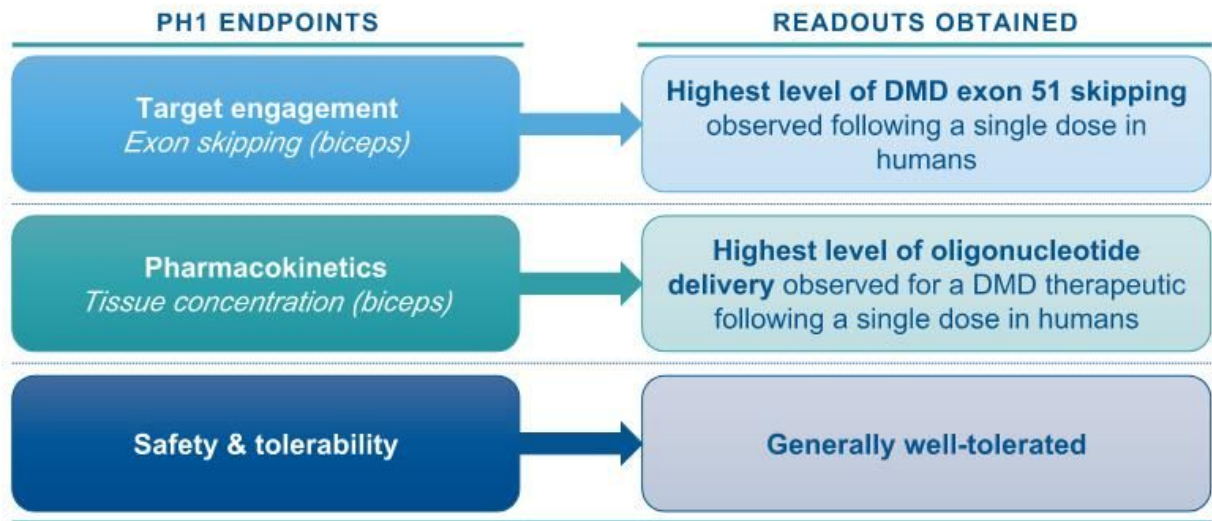 PH1 ENDPOINTS
READOUTS OBTAINED
Target engagement
Exon skipping (biceps)
Highest level of DMD exon 51 skipping
observed following a single dose in
humans
Pharmacokinetics
Tissue concentration (biceps)
Highest level of oligonucleotide
delivery observed for a DMD therapeutic
following a single dose in humans
Safety & tolerability
Generally well-tolerated